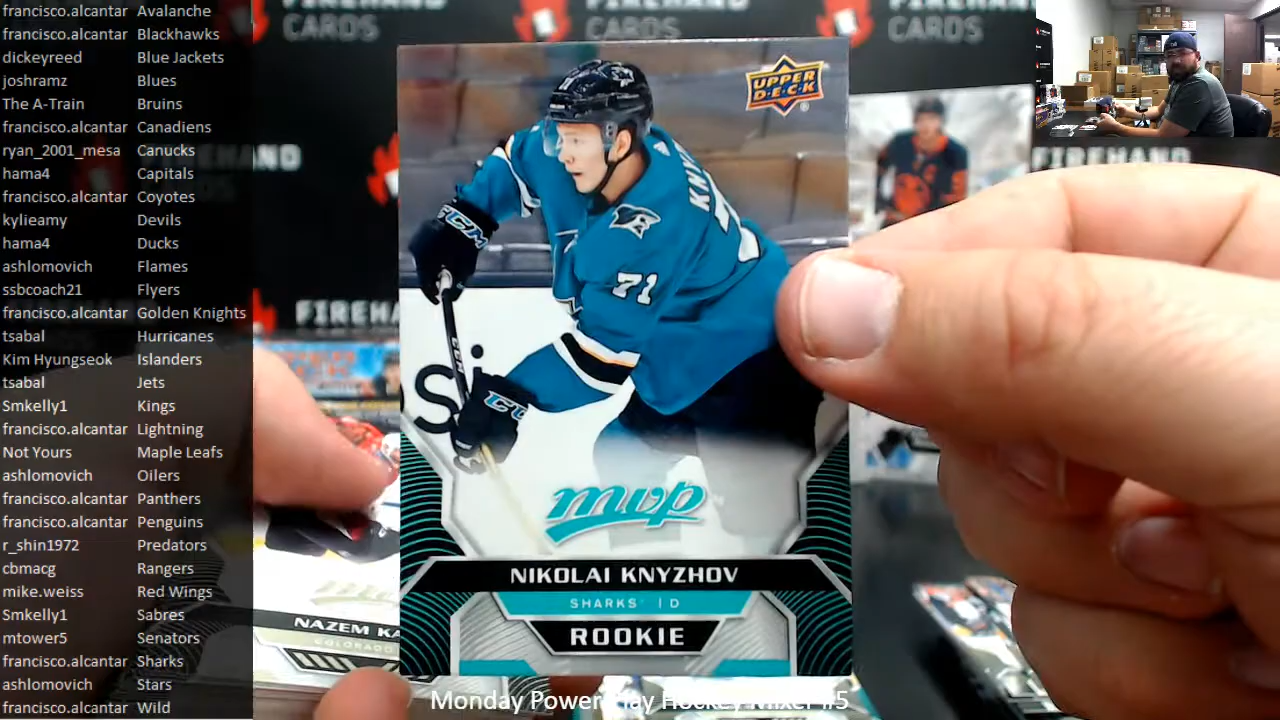 francisco.alcantar Avalanche
francisco.alcantar Blackhawks
dickeyreed Blue Jackets
joshramz Blues
The A-Train Bruins
francisco.alcantar Canadiens
ryan_2001_mesa Canucks
hama4 Capitals
francisco.alcantar Coyotes
kylieamy Devils
hama4 Ducks
ashlomovich Flames
ssbcoach21 Flyers
francisco.alcantar Golden Knights
tsabal Hurricanes
Kim Hyungseok Islanders
tsabal Jets
Smkelly1 Kings
francisco.alcantar Lightning
Not Yours Maple Leafs
ashlomovich Oilers
francisco.alcantar Panthers
francisco.alcantar Penguins
r_shin1972 Predators
cbmacg Rangers
mike.weiss Red Wings
Smkelly1 Sabres
mtower5 Senators
francisco.alcantar Sharks
ashlomovich Stars
francisco.alcantar Wild
FIREHAND
CARDS
CARDS
CARDS
UPPER
DECK
71
CCM
mvp
NIKOLAI KNYZHOV
SHARKS | D
ROOKIE
NAZEM
COLORADO
Monday Power Play Hockey Mixer #5